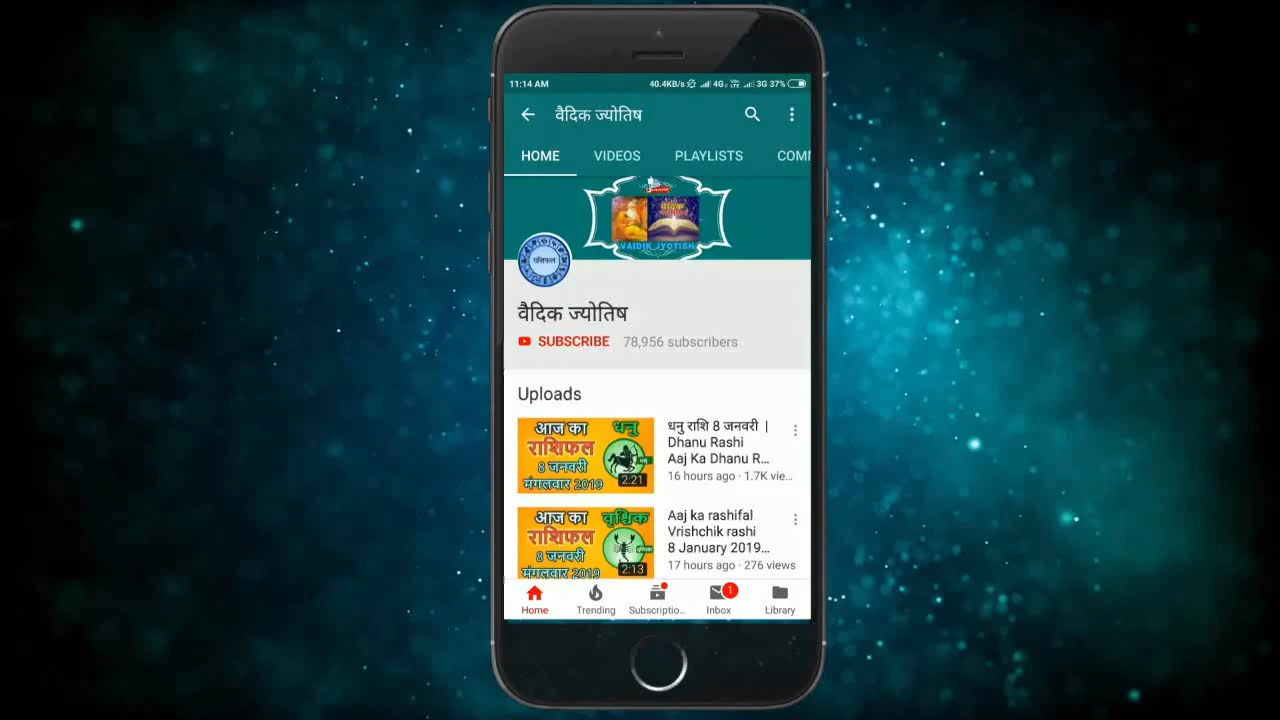 11:14 AM
40.4KB/s 4G VoLTE 3G 37%
वैदिक ज्योतिष
HOME VIDEOS PLAYLISTS COMM
वैदिक
VAIDIK JYOTISH
राशिफल
वैदिक ज्योतिष
SUBSCRIBE 78,956 subscribers
Uploads
आज का धनु
राशिफल
8 जनवरी
मंगलवार 2019
2:21
धनु राशि 8 जनवरी |
Dhanu Rashi
Aaj Ka Dhanu R...
16 hours ago · 1.7K vie...
आज का वृश्चिक
राशिफल
8 जनवरी
मंगलवार 2019
2:13
Aaj ka rashifal
Vrishchik rashi
8 January 2019...
17 hours ago · 276 views
1
Home Trending Subscriptio... Inbox Library